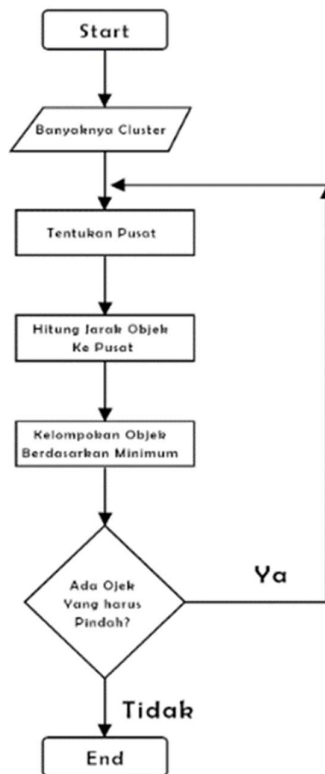 Start
Banyaknya Cluster
Tentukan Pusat
Hitung Jarak Objek
Ke Pusat
Kelompokan Objek
Berdasarkan Minimum
Ada Ojek
Yang harus
Pindah?
Ya
Tidak
End